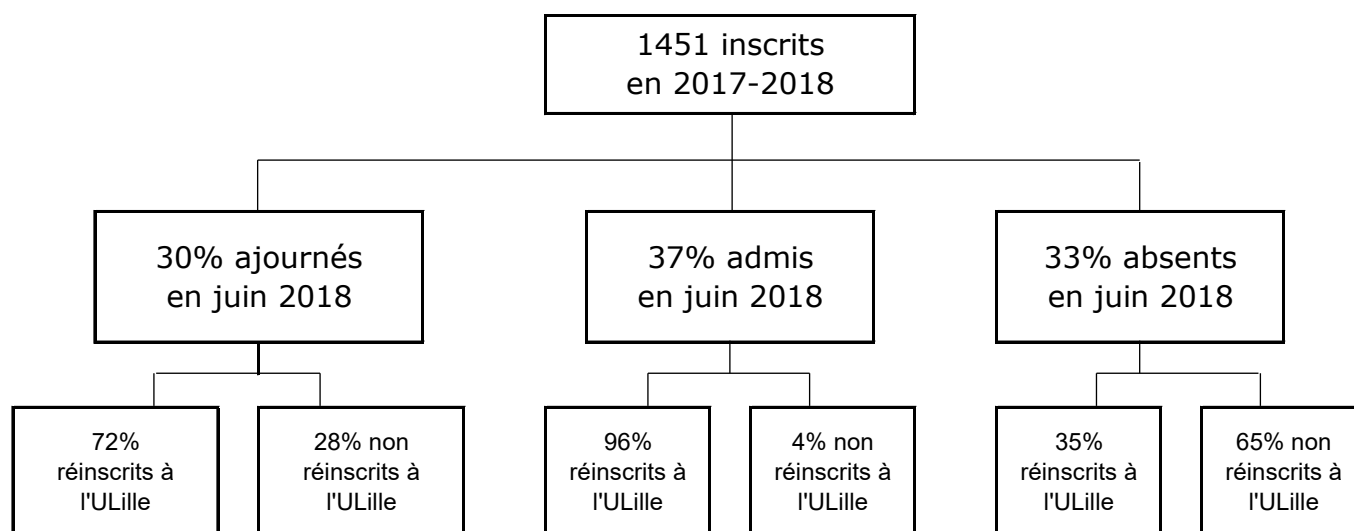 1451 inscrits
en 2017-2018
30% ajournés
en juin 2018
37% admis
en juin 2018
33% absents
en juin 2018
72%
réinscrits à
l'ULille
28% non
réinscrits à
l'ULille
96%
réinscrits à
l'ULille
4% non
réinscrits à
l'ULille
35%
réinscrits à
l'ULille
65% non
réinscrits à
l'ULille